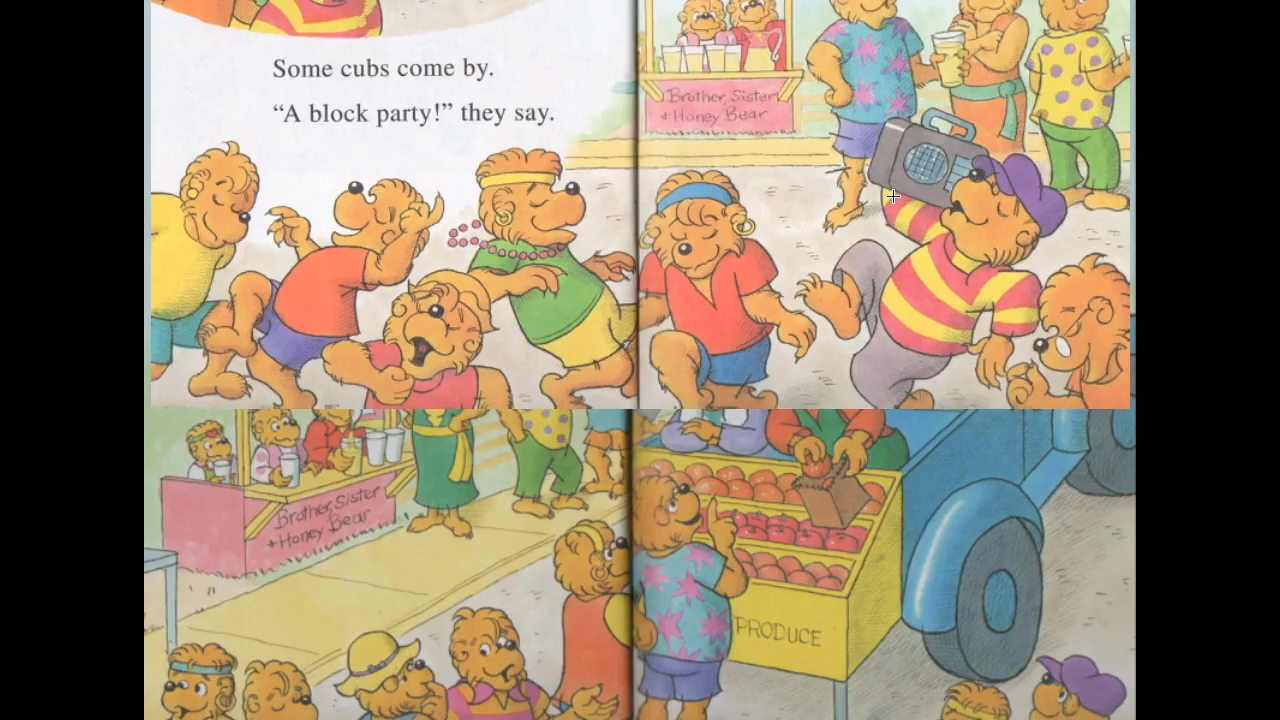 Some cubs come by.
“A block party!” they say.
Brother, Sister
+ Honey Bear
Brother, Sister
+ Honey Bear
PRODUCE